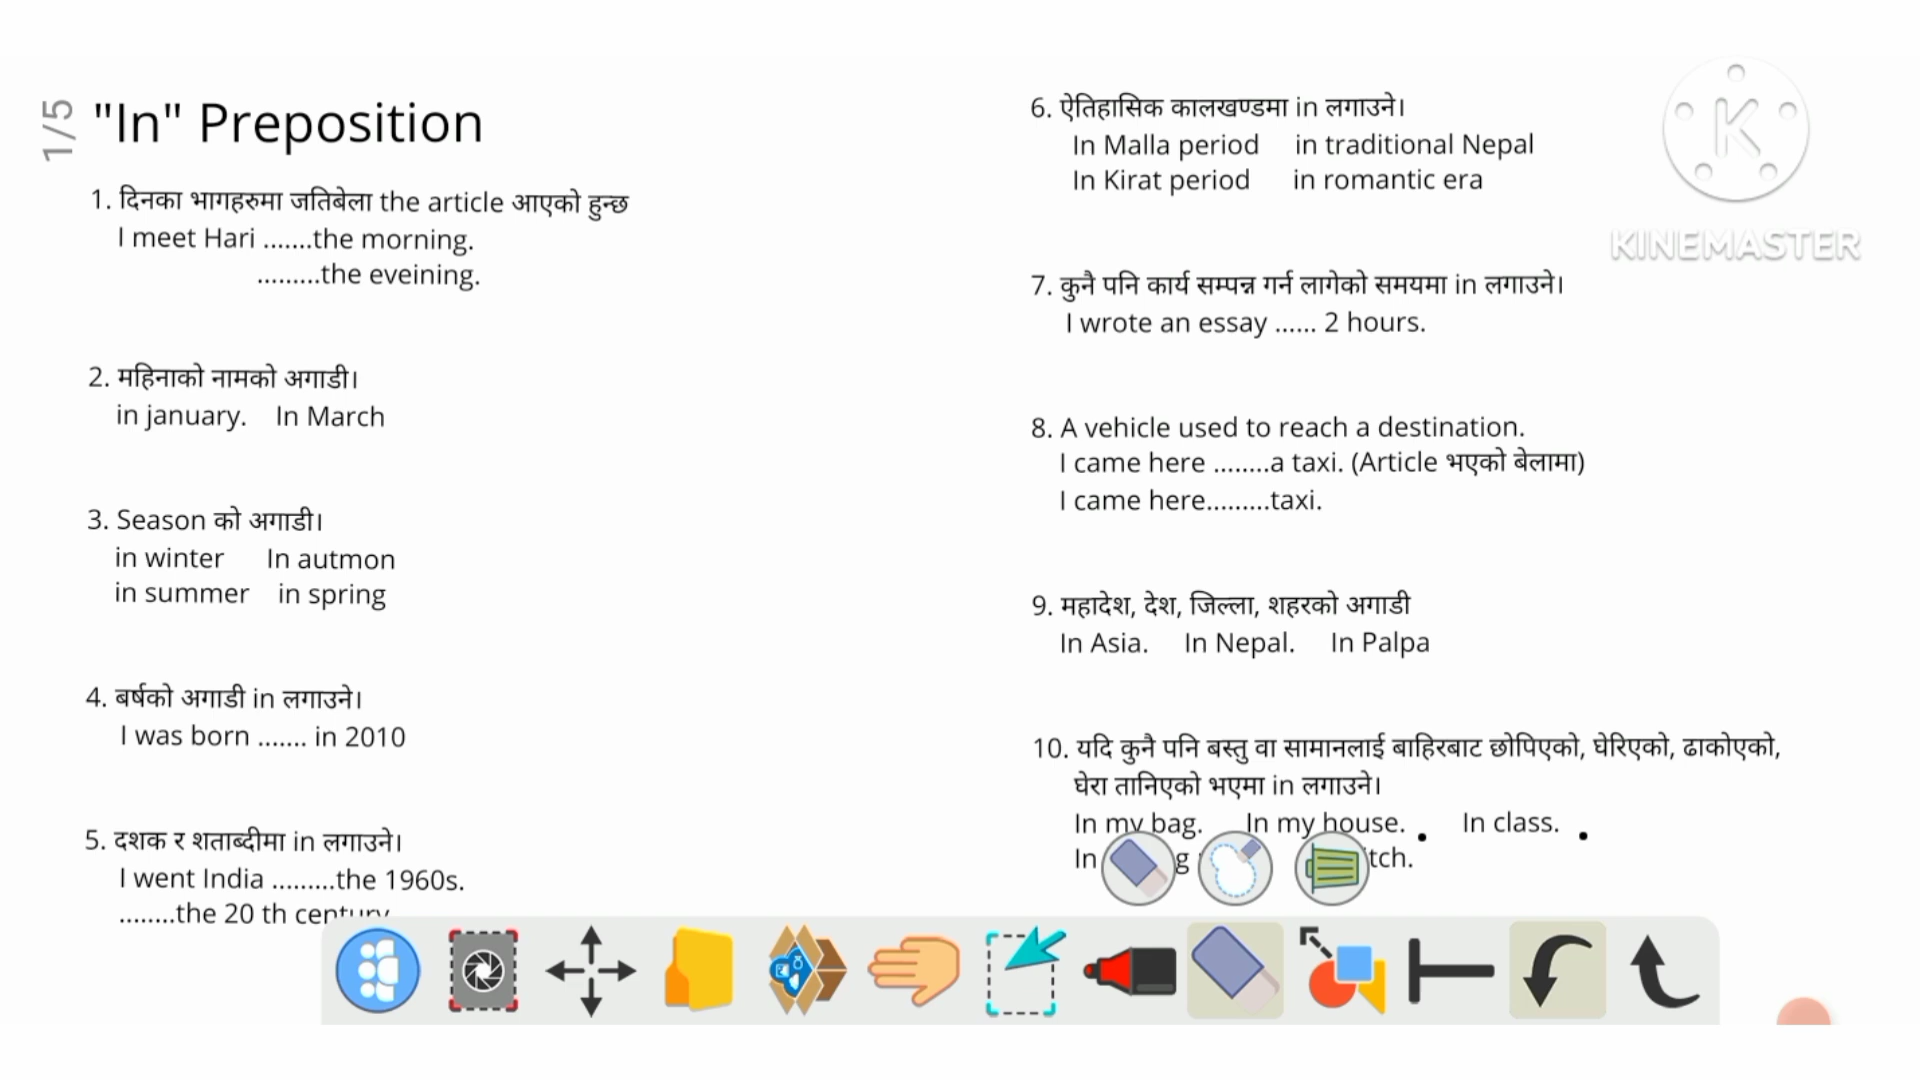 1/5
"In" Preposition
1. दिनका भागहरुमा जतिबेला the article आएको हुन्छ
I meet Hari .......the morning.
.........the eveining.
2. महिनाको नामको अगाडी।
in january. In March
3. Season को अगाडी।
in winter In autmon
in summer in spring
4. बर्षको अगाडी in लगाउने।
I was born ....... in 2010
5. दशक र शताब्दीमा in लगाउने।
I went India .........the 1960s.
........the 20 th century
6. ऐतिहासिक कालखण्डमा in लगाउने।
In Malla period in traditional Nepal
In Kirat period in romantic era
7. कुनै पनि कार्य सम्पन्न गर्न लागेको समयमा in लगाउने।
I wrote an essay ...... 2 hours.
8. A vehicle used to reach a destination.
I came here ........a taxi. (Article भएको बेलामा)
I came here.........taxi.
9. महादेश, देश, जिल्ला, शहरको अगाडी
In Asia. In Nepal. In Palpa
10. यदि कुनै पनि बस्तु वा सामानलाई बाहिरबाट छोपिएको, घेरिएको, ढाकोएको,
घेरा तानिएको भएमा in लगाउने।
In my bag. In my house. In class.
In
K
KINEMASTER